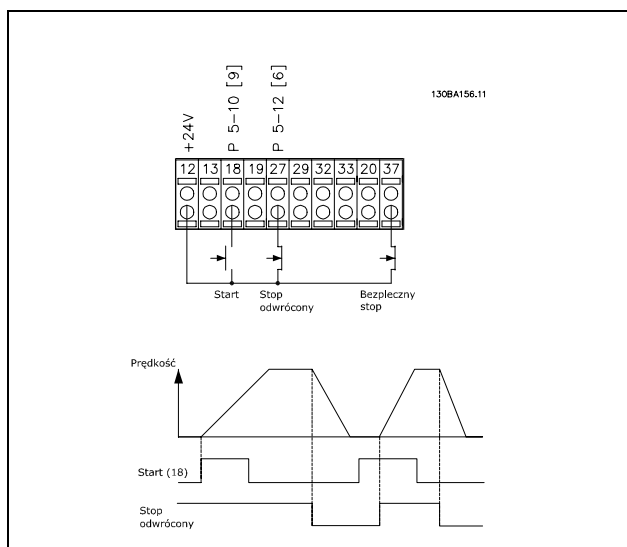 P 5-10 [9]
P 5-12 [6]
130BA156.11
+24V
12 13 18 19 27 29 32 33 20 37
Start
Stop
odwrócony
Bezpleczny
stop
Prędkość
Start (18)
Stop
odwrócony